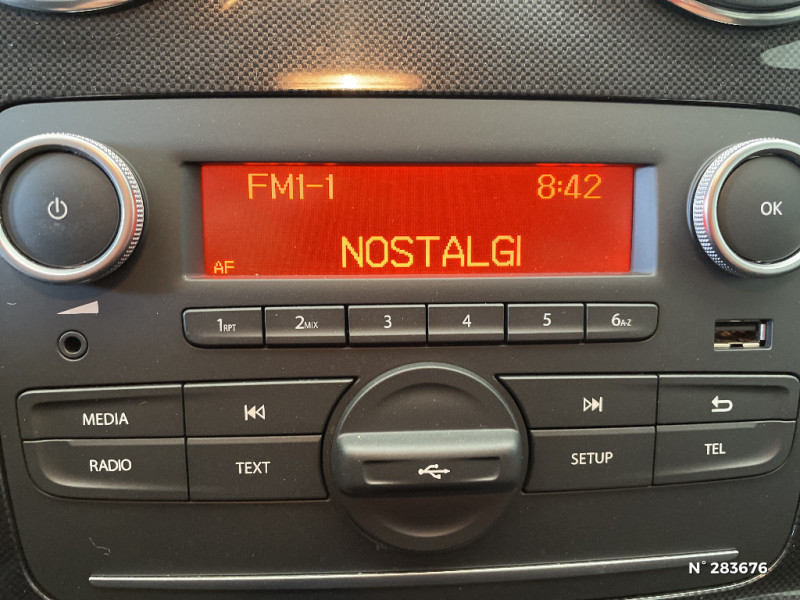 FM1-1 8:42
NOSTALGI
AF
OK
1RPT 2MIX 3 4 5 6A-Z
MEDIA
RADIO TEXT SETUP TEL
N° 283676